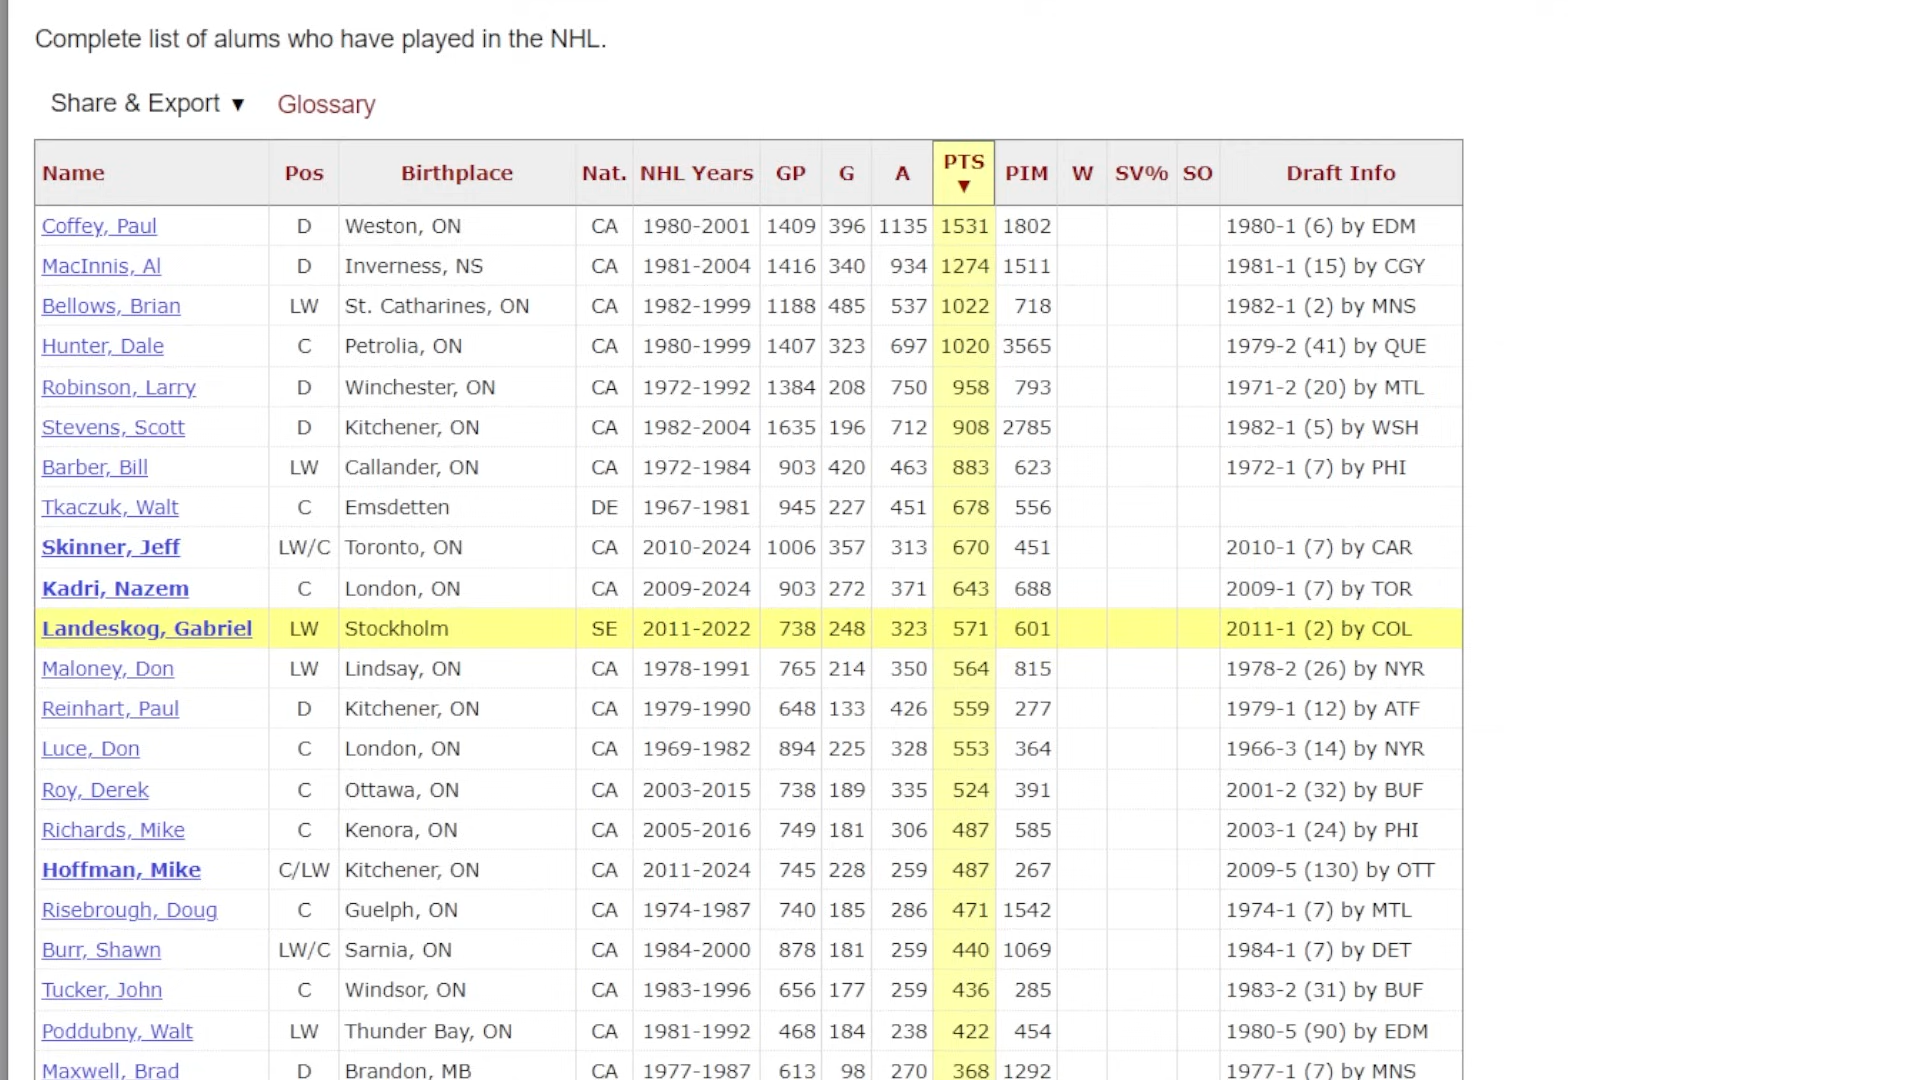 Complete list of alums who have played in the NHL.
Share & Export ▼ Glossary
Name Pos Birthplace Nat. NHL Years GP G A PTS ▼ PIM W SV% SO Draft Info
Coffey, Paul D Weston, ON CA 1980-2001 1409 396 1135 1531 1802 1980-1 (6) by EDM
MacInnis, Al D Inverness, NS CA 1981-2004 1416 340 934 1274 1511 1981-1 (15) by CGY
Bellows, Brian LW St. Catharines, ON CA 1982-1999 1188 485 537 1022 718 1982-1 (2) by MNS
Hunter, Dale C Petrolia, ON CA 1980-1999 1407 323 697 1020 3565 1979-2 (41) by QUE
Robinson, Larry D Winchester, ON CA 1972-1992 1384 208 750 958 793 1971-2 (20) by MTL
Stevens, Scott D Kitchener, ON CA 1982-2004 1635 196 712 908 2785 1982-1 (5) by WSH
Barber, Bill LW Callander, ON CA 1972-1984 903 420 463 883 623 1972-1 (7) by PHI
Tkaczuk, Walt C Emsdetten DE 1967-1981 945 227 451 678 556
Skinner, Jeff LW/C Toronto, ON CA 2010-2024 1006 357 313 670 451 2010-1 (7) by CAR
Kadri, Nazem C London, ON CA 2009-2024 903 272 371 643 688 2009-1 (7) by TOR
Landeskog, Gabriel LW Stockholm SE 2011-2022 738 248 323 571 601 2011-1 (2) by COL
Maloney, Don LW Lindsay, ON CA 1978-1991 765 214 350 564 815 1978-2 (26) by NYR
Reinhart, Paul D Kitchener, ON CA 1979-1990 648 133 426 559 277 1979-1 (12) by ATF
Luce, Don C London, ON CA 1969-1982 894 225 328 553 364 1966-3 (14) by NYR
Roy, Derek C Ottawa, ON CA 2003-2015 738 189 335 524 391 2001-2 (32) by BUF
Richards, Mike C Kenora, ON CA 2005-2016 749 181 306 487 585 2003-1 (24) by PHI
Hoffman, Mike C/LW Kitchener, ON CA 2011-2024 745 228 259 487 267 2009-5 (130) by OTT
Risebrough, Doug C Guelph, ON CA 1974-1987 740 185 286 471 1542 1974-1 (7) by MTL
Burr, Shawn LW/C Sarnia, ON CA 1984-2000 878 181 259 440 1069 1984-1 (7) by DET
Tucker, John C Windsor, ON CA 1983-1996 656 177 259 436 285 1983-2 (31) by BUF
Poddubny, Walt LW Thunder Bay, ON CA 1981-1992 468 184 238 422 454 1980-5 (90) by EDM
Maxwell, Brad D Brandon, MB CA 1977-1987 613 98 270 368 1292 1977-1 (7) by MNS